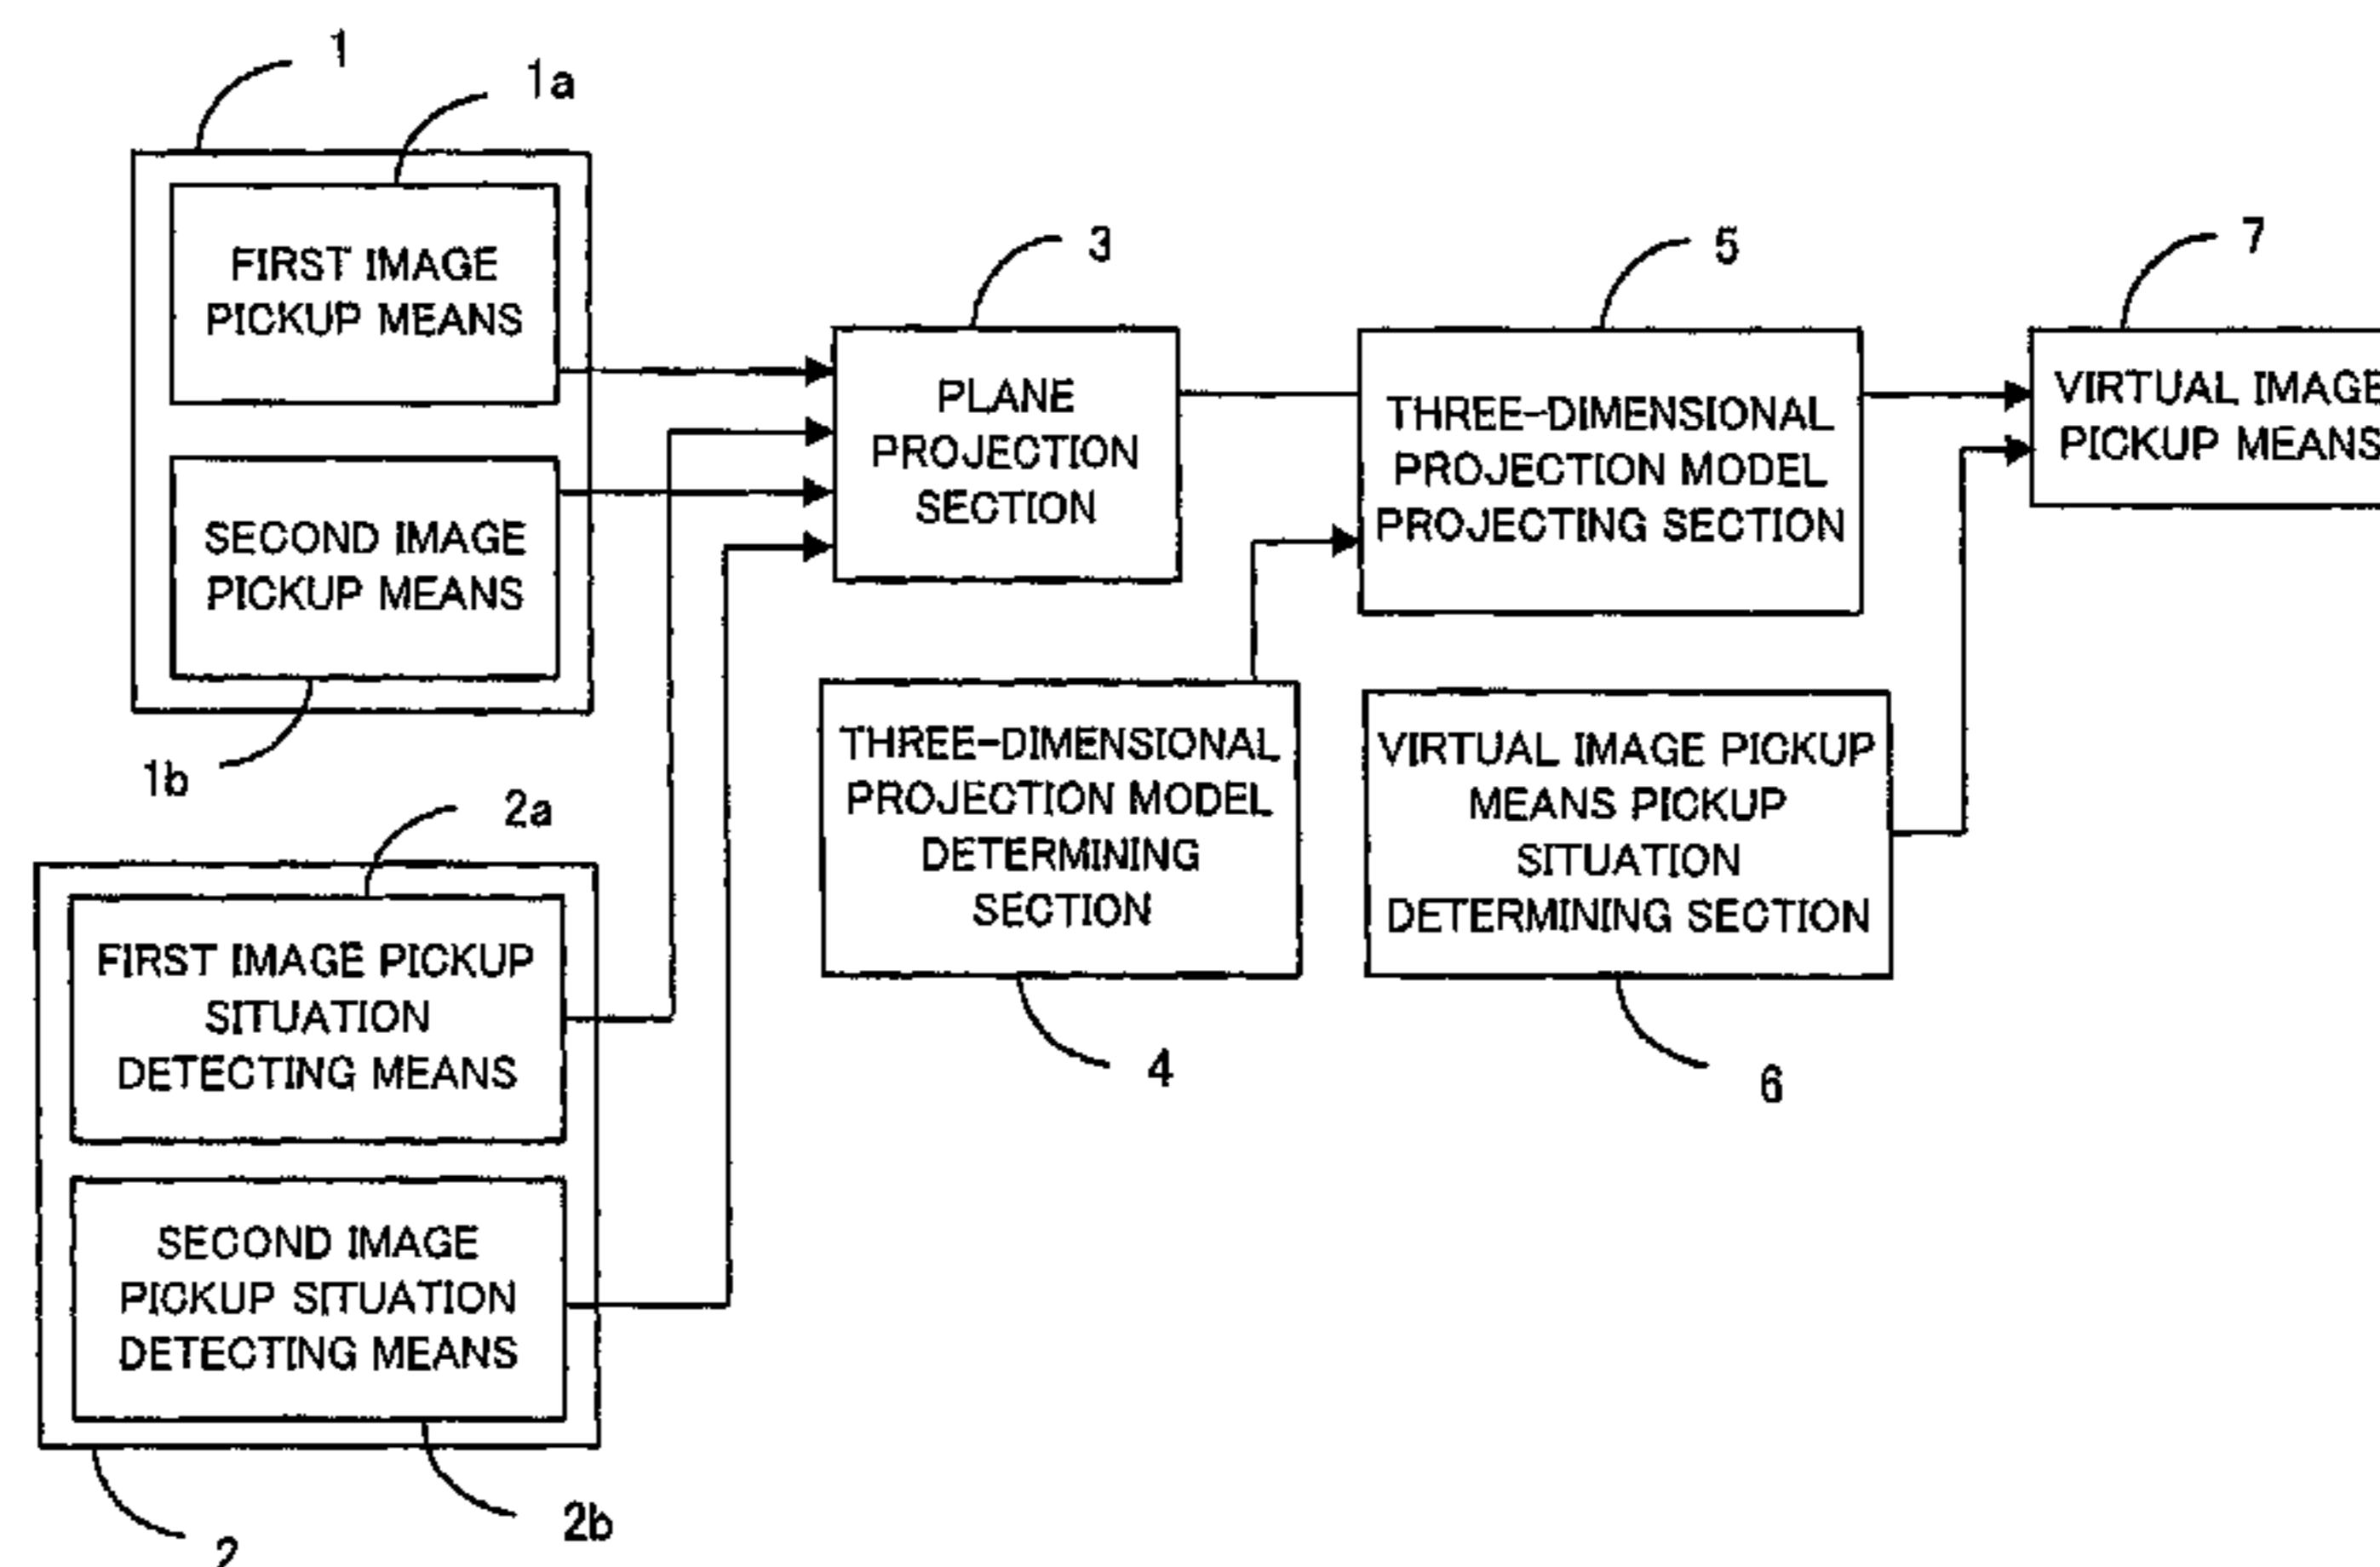 1
1a
FIRST IMAGE
PICKUP MEANS
SECOND IMAGE
PICKUP MEANS
1b
2a
FIRST IMAGE PICKUP
SITUATION
DETECTING MEANS
SECOND IMAGE
PICKUP SITUATION
DETECTING MEANS
2b
2
3
PLANE
PROJECTION
SECTION
THREE-DIMENSIONAL
PROJECTION MODEL
DETERMINING
SECTION
4
5
THREE-DIMENSIONAL
PROJECTION MODEL
PROJECTING SECTION
VIRTUAL IMAGE PICKUP
MEANS PICKUP
SITUATION
DETERMINING SECTION
6
7
VIRTUAL IMAGE
PICKUP MEANS